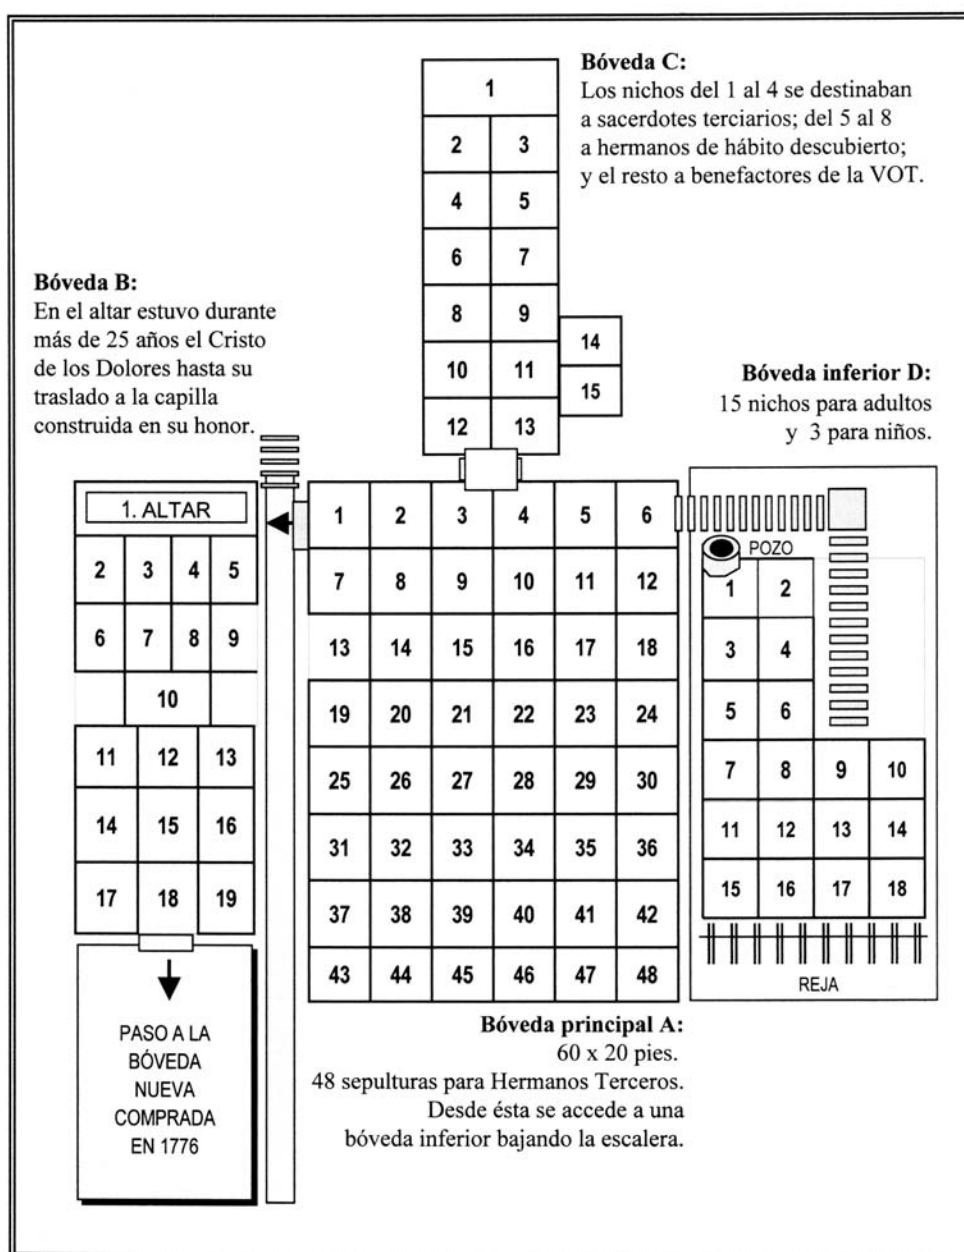 Bóveda C:
Los nichos del 1 al 4 se destinaban
a sacerdotes terciarios; del 5 al 8
a hermanos de hábito descubierto;
y el resto a benefactores de la VOT.
1
2 3
4 5
6 7
8 9
10 11
12 13
14
15
Bóveda B:
En el altar estuvo durante
más de 25 años el Cristo
de los Dolores hasta su
traslado a la capilla
construida en su honor.
Bóveda inferior D:
15 nichos para adultos
y 3 para niños.
1. ALTAR
2 3 4 5
6 7 8 9
10
11 12 13
14 15 16
17 18 19
PASO A LA
BÓVEDA
NUEVA
COMPRADA
EN 1776
1 2 3 4 5 6
7 8 9 10 11 12
13 14 15 16 17 18
19 20 21 22 23 24
25 26 27 28 29 30
31 32 33 34 35 36
37 38 39 40 41 42
43 44 45 46 47 48
POZO
1 2
3 4
5 6
7 8 9 10
11 12 13 14
15 16 17 18
REJA
Bóveda principal A:
60 x 20 pies.
48 sepulturas para Hermanos Terceros.
Desde ésta se accede a una
bóveda inferior bajando la escalera.